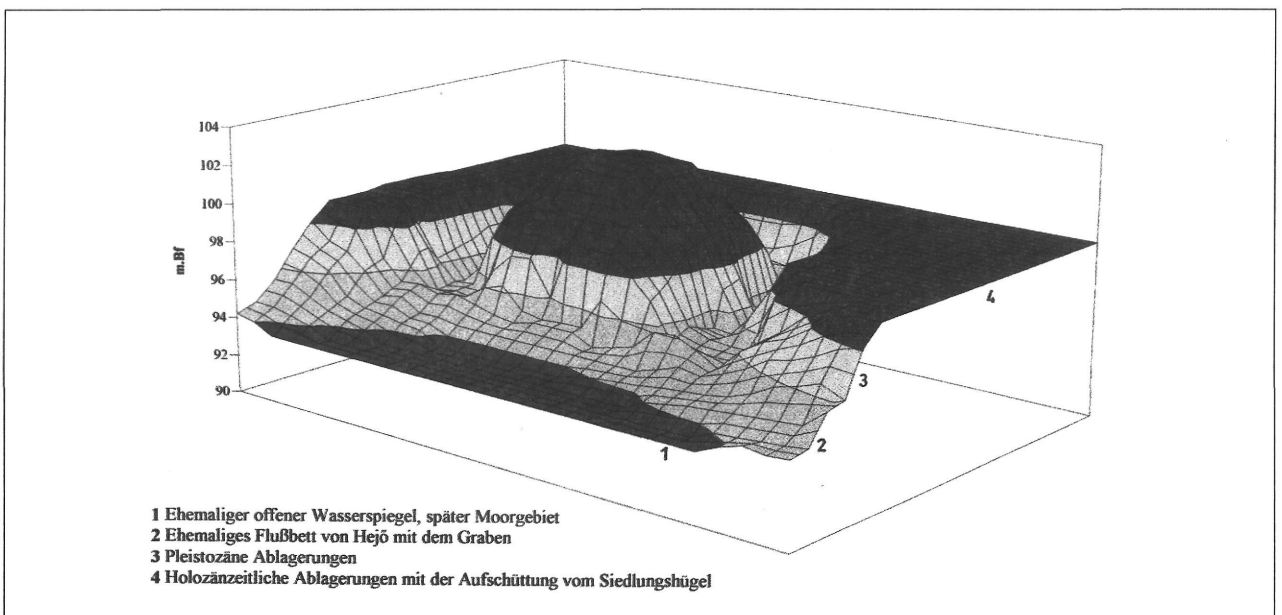 104
102
100
98
96
94
92
90
m.Bf
1
2
3
4
1 Ehemaliger offener Wasserspiegel, später Moorgebiet
2 Ehemaliges Flußbett von Hejõ mit dem Graben
3 Pleistozäne Ablagerungen
4 Holozänzeitliche Ablagerungen mit der Aufschüttung vom Siedlungshügel